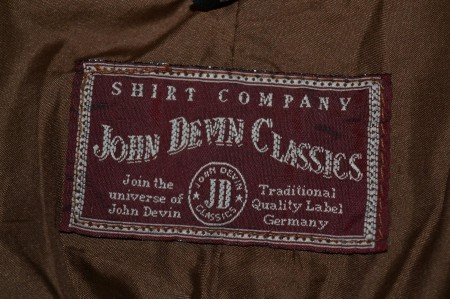 SHIRT COMPANY
JOHN DEVIN CLASSICS
Join the
universe of
John Devin
JOHN DEVIN
JD
CLASSICS
Traditional
Quality Label
Germany